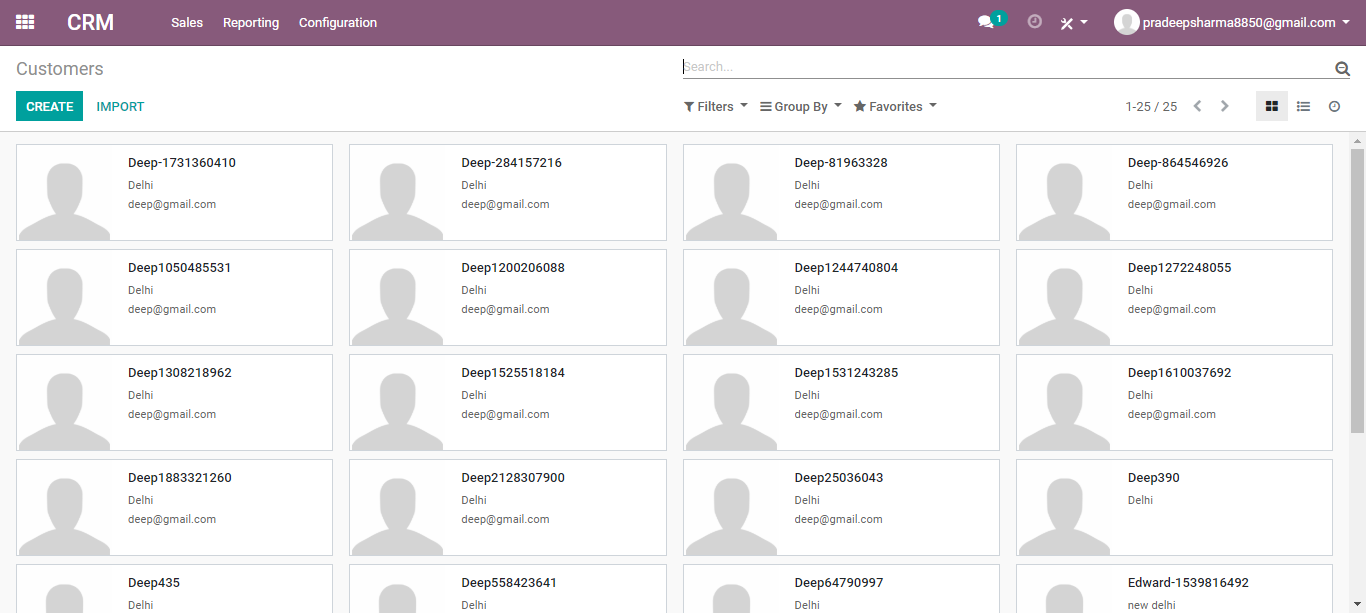 CRM Sales Reporting Configuration 1 pradeepsharma8850@gmail.com
Customers Search...
CREATE IMPORT Filters Group By Favorites 1-25 / 25
Deep-1731360410 Deep-284157216 Deep-81963328 Deep-864546926
Delhi Delhi Delhi Delhi
deep@gmail.com deep@gmail.com deep@gmail.com deep@gmail.com
Deep1050485531 Deep1200206088 Deep1244740804 Deep1272248055
Delhi Delhi Delhi Delhi
deep@gmail.com deep@gmail.com deep@gmail.com deep@gmail.com
Deep1308218962 Deep1525518184 Deep1531243285 Deep1610037692
Delhi Delhi Delhi Delhi
deep@gmail.com deep@gmail.com deep@gmail.com deep@gmail.com
Deep1883321260 Deep2128307900 Deep25036043 Deep390
Delhi Delhi Delhi Delhi
deep@gmail.com deep@gmail.com deep@gmail.com
Deep435 Deep558423641 Deep64790997 Edward-1539816492
Delhi Delhi Delhi new delhi